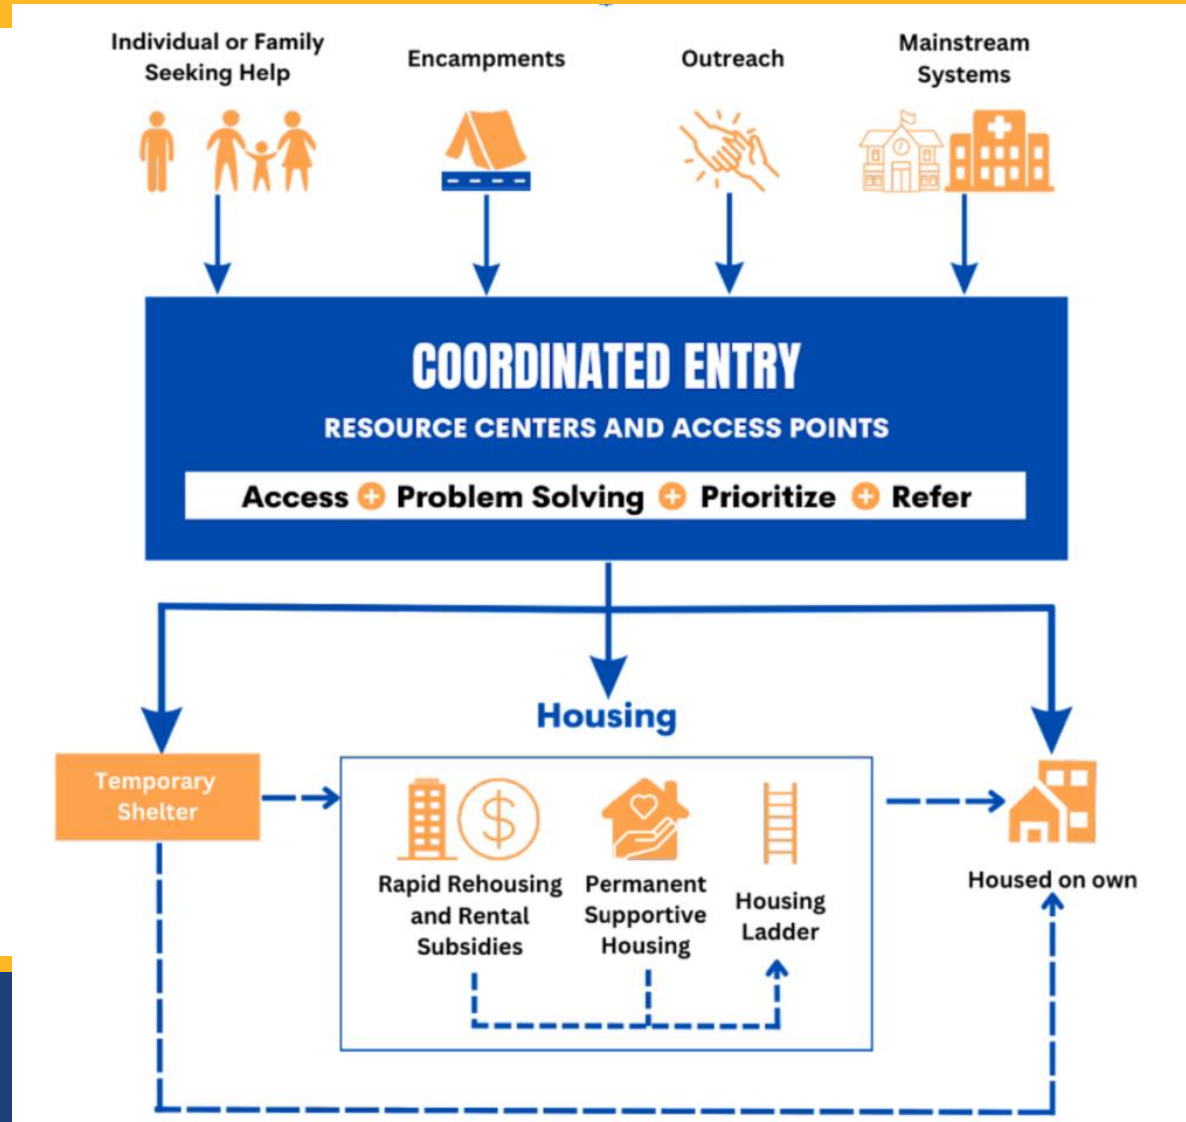 Individual or Family
Seeking Help
Encampments
Outreach
Mainstream
Systems
COORDINATED ENTRY
RESOURCE CENTERS AND ACCESS POINTS
Access + Problem Solving + Prioritize + Refer
Housing
Temporary
Shelter
Rapid Rehousing
and Rental
Subsidies
Permanent
Supportive
Housing
Housing
Ladder
Housed on own